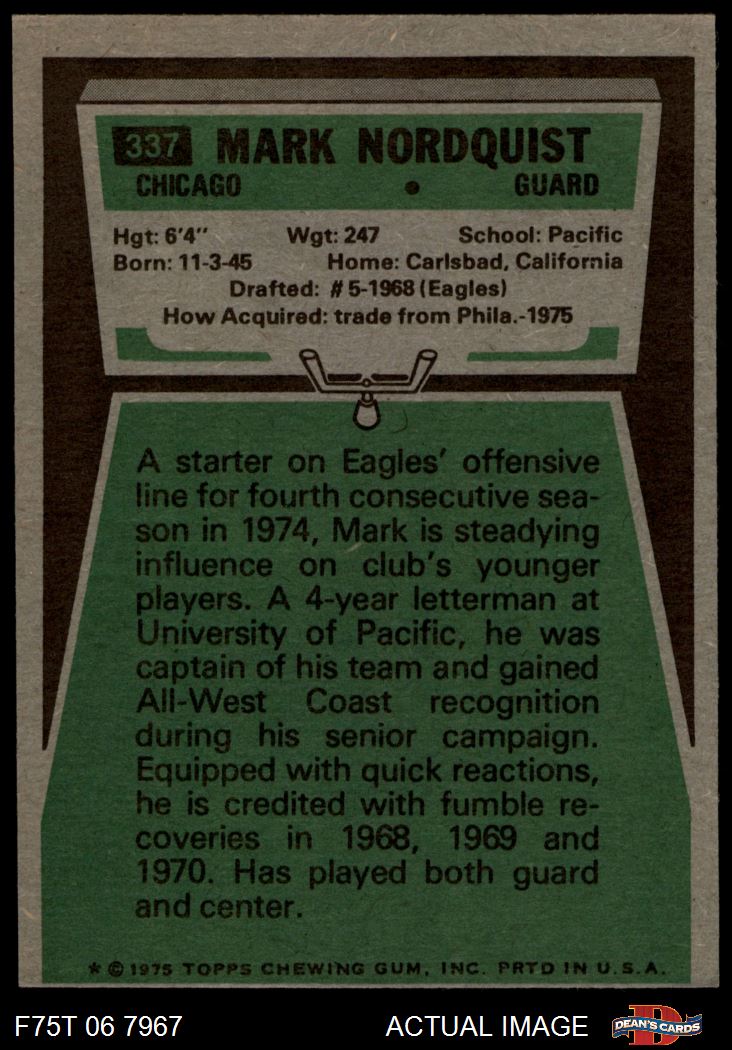 337 MARK NORDQUIST
CHICAGO • GUARD
Hgt: 6'4" Wgt: 247 School: Pacific
Born: 11-3-45 Home: Carlsbad, California
Drafted: #5-1968 (Eagles)
How Acquired: trade from Phila.-1975
A starter on Eagles' offensive
line for fourth consecutive sea-
son in 1974, Mark is steadying
influence on club's younger
players. A 4-year letterman at
University of Pacific, he was
captain of his team and gained
All-West Coast recognition
during his senior campaign.
Equipped with quick reactions,
he is credited with fumble re-
coveries in 1968, 1969 and
1970. Has played both guard
and center.
* © 1975 TOPPS CHEWING GUM, INC. PRTD IN U.S.A.
F75T 06 7967 ACTUAL IMAGE D DEAN'S CARDS